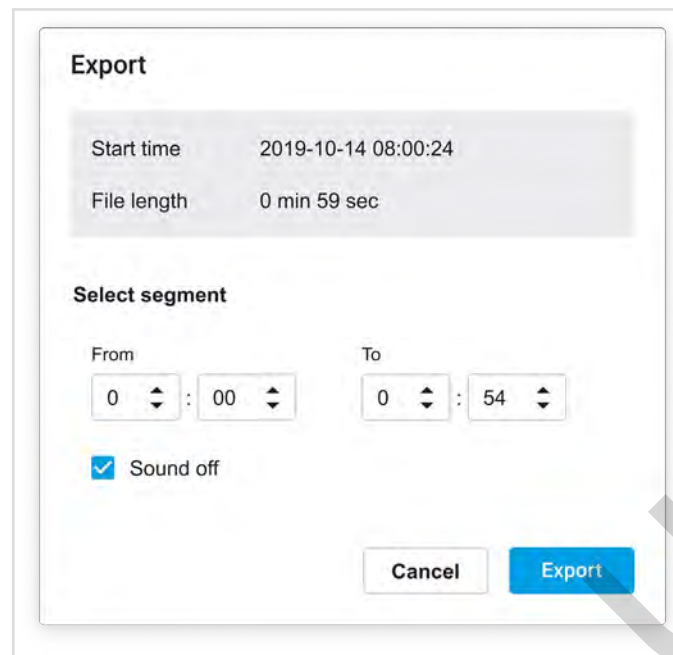 Export
Start time 2019-10-14 08:00:24
File length 0 min 59 sec
Select segment
From To
0 : 00 0 : 54
Sound off
Cancel Export